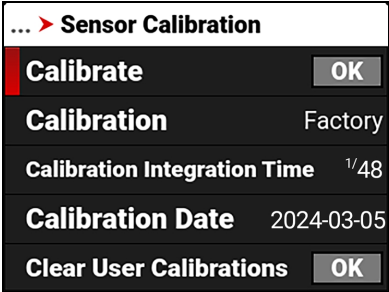 ... ➤ Sensor Calibration
Calibrate OK
Calibration Factory
Calibration Integration Time 1/48
Calibration Date 2024-03-05
Clear User Calibrations OK